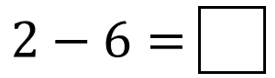 2 − 6 = □